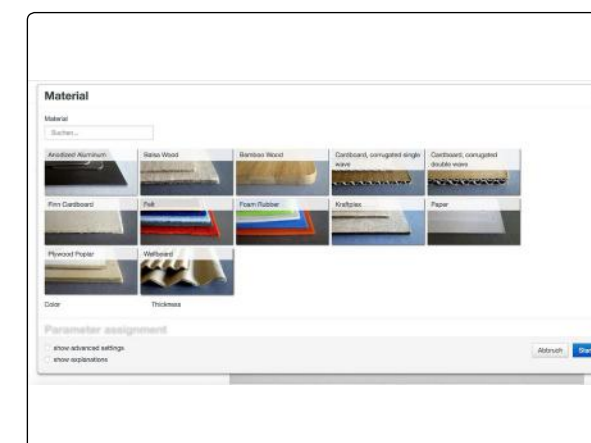 Material
Material
Suchen...
Anodized Aluminum
Balsa Wood
Bamboo Wood
Cardboard, corrugated single wave
Cardboard, corrugated double wave
Finn Cardboard
Felt
Foam Rubber
Kraftplex
Paper
Plywood Poplar
Wellboard
Color
Thickness
Parameter assignment
show advanced settings
show explanations
Abbruch